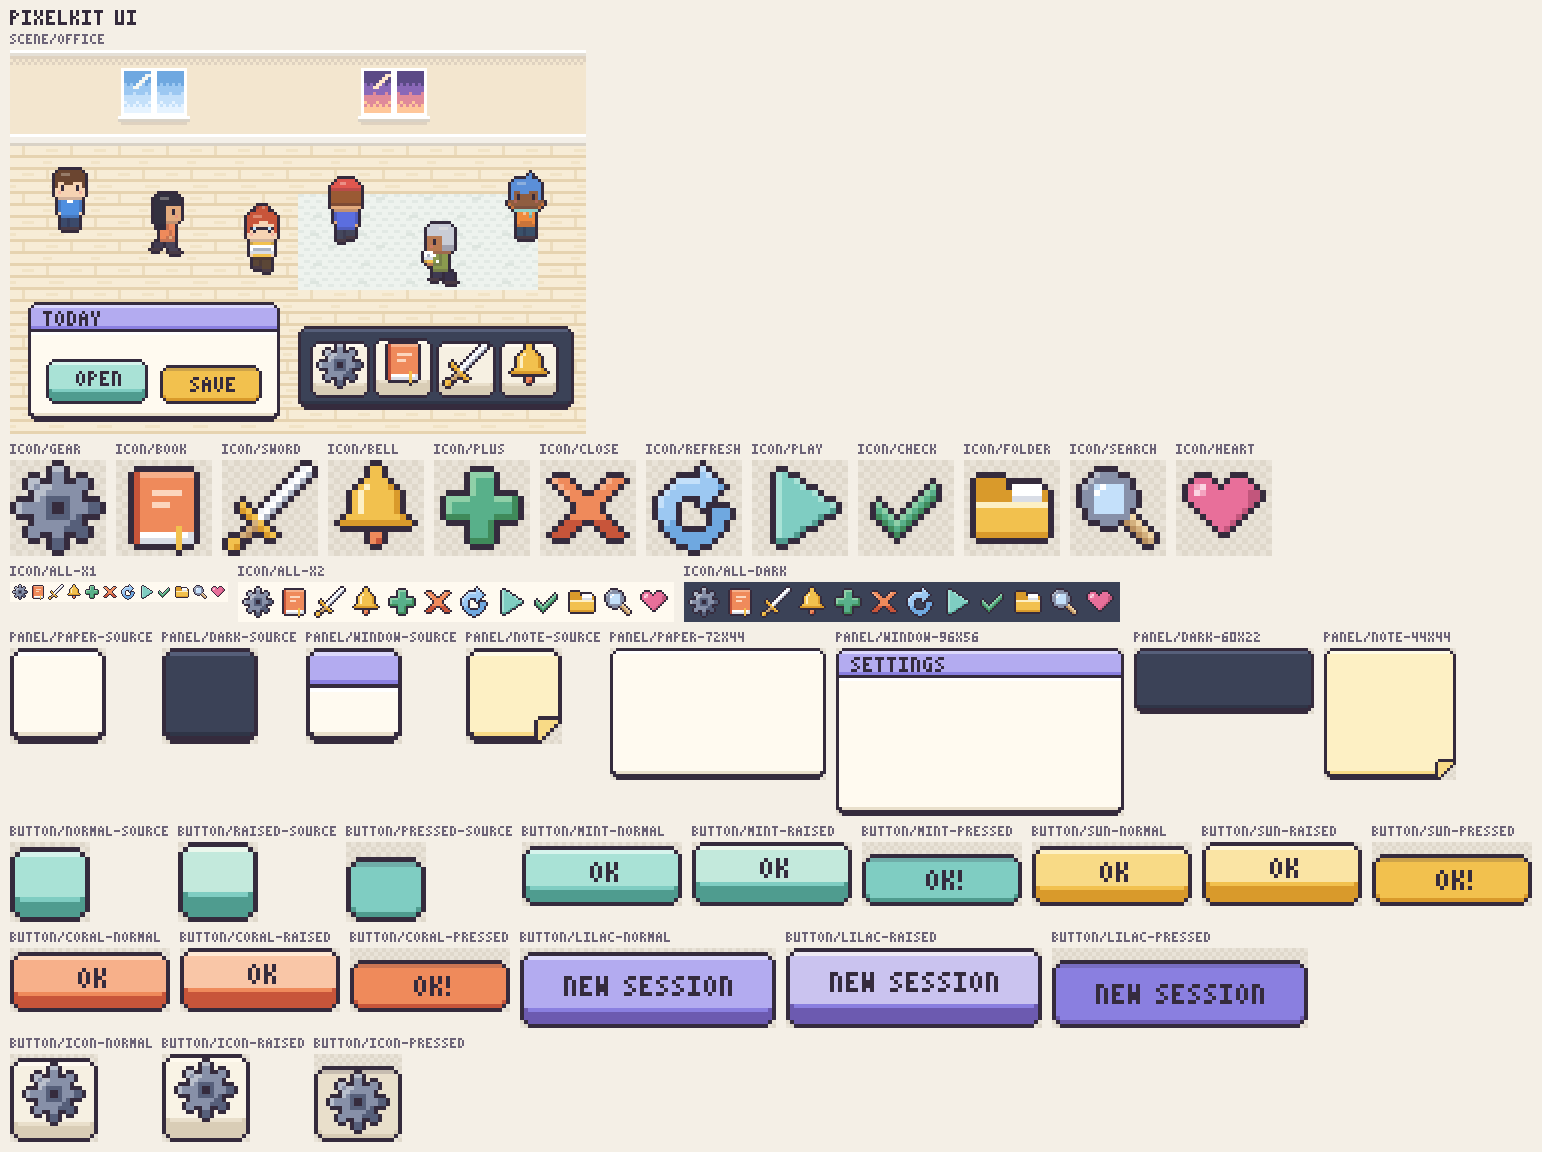 PIXELKIT UI
SCENE/OFFICE
TODAY
OPEN SAVE
ICON/GEAR ICON/BOOK ICON/SWORD ICON/BELL ICON/PLUS ICON/CLOSE ICON/REFRESH ICON/PLAY ICON/CHECK ICON/FOLDER ICON/SEARCH ICON/HEART
ICON/ALL-X1 ICON/ALL-X2 ICON/ALL-DARK
PANEL/PAPER-SOURCE PANEL/DARK-SOURCE PANEL/WINDOW-SOURCE PANEL/NOTE-SOURCE PANEL/PAPER-72X44 PANEL/WINDOW-96X56 PANEL/DARK-60X22 PANEL/NOTE-44X44
SETTINGS
BUTTON/NORMAL-SOURCE BUTTON/RAISED-SOURCE BUTTON/PRESSED-SOURCE BUTTON/MINT-NORMAL BUTTON/MINT-RAISED BUTTON/MINT-PRESSED BUTTON/SUN-NORMAL BUTTON/SUN-RAISED BUTTON/SUN-PRESSED
OK OK OK! OK OK OK!
BUTTON/CORAL-NORMAL BUTTON/CORAL-RAISED BUTTON/CORAL-PRESSED BUTTON/LILAC-NORMAL BUTTON/LILAC-RAISED BUTTON/LILAC-PRESSED
OK OK OK! NEW SESSION NEW SESSION NEW SESSION
BUTTON/ICON-NORMAL BUTTON/ICON-RAISED BUTTON/ICON-PRESSED